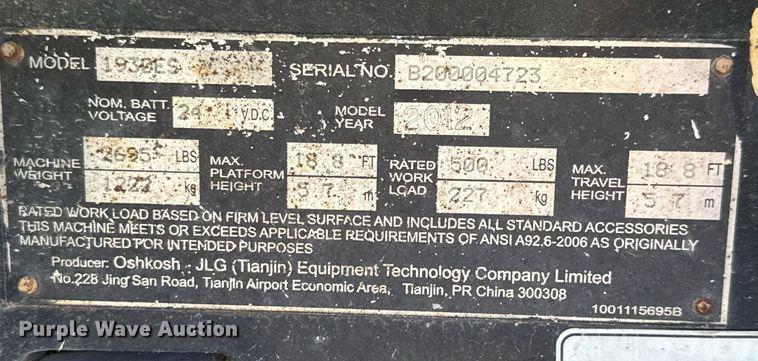 MODEL 1930ES SERIAL NO. B200004723
NOM. BATT. VOLTAGE 24 V.D.C. MODEL YEAR 2012
MACHINE WEIGHT 2695 LBS 1222 kg MAX. PLATFORM HEIGHT 18.8 FT 5.7 m RATED WORK LOAD 500 LBS 227 kg MAX. TRAVEL HEIGHT 18.8 FT 5.7 m
RATED WORK LOAD BASED ON FIRM LEVEL SURFACE AND INCLUDES ALL STANDARD ACCESSORIES
THIS MACHINE MEETS OR EXCEEDS APPLICABLE REQUIREMENTS OF ANSI A92.6-2006 AS ORIGINALLY
MANUFACTURED FOR INTENDED PURPOSES
Producer: Oshkosh - JLG (Tianjin) Equipment Technology Company Limited
No.228 Jing San Road, Tianjin Airport Economic Area, Tianjin, PR China 300308
1001115695B
Purple Wave Auction